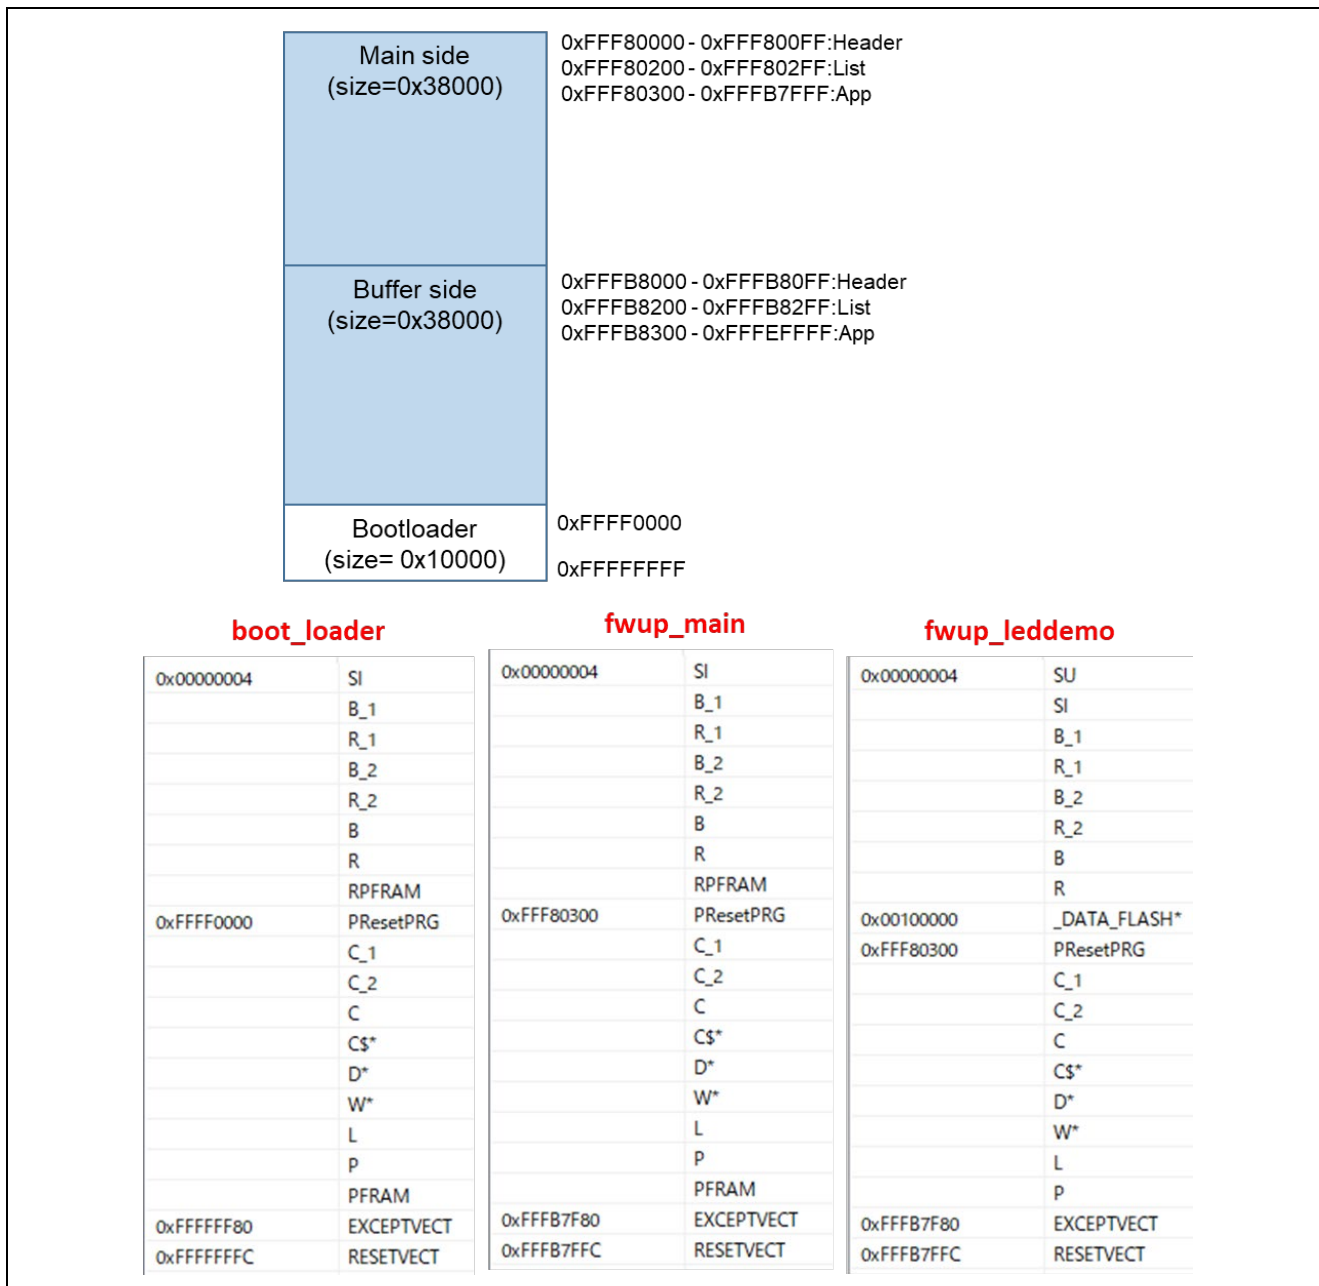 Main side
(size=0x38000)
0xFFF80000 - 0xFFF800FF:Header
0xFFF80200 - 0xFFF802FF:List
0xFFF80300 - 0xFFFB7FFF:App
Buffer side
(size=0x38000)
0xFFFB8000 - 0xFFFB80FF:Header
0xFFFB8200 - 0xFFFB82FF:List
0xFFFB8300 - 0xFFFEFFFF:App
Bootloader
(size= 0x10000)
0xFFFF0000
0xFFFFFFFF
boot_loader
0x00000004 SI
B_1
R_1
B_2
R_2
B
R
RPFRAM
0xFFFF0000 PResetPRG
C_1
C_2
C
C$*
D*
W*
L
P
PFRAM
0xFFFFFF80 EXCEPTVECT
0xFFFFFFFC RESETVECT
fwup_main
0x00000004 SI
B_1
R_1
B_2
R_2
B
R
RPFRAM
0xFFF80300 PResetPRG
C_1
C_2
C
C$*
D*
W*
L
P
PFRAM
0xFFFB7F80 EXCEPTVECT
0xFFFB7FFC RESETVECT
fwup_leddemo
0x00000004 SU
SI
B_1
R_1
B_2
R_2
B
R
0x00100000 _DATA_FLASH*
0xFFF80300 PResetPRG
C_1
C_2
C
C$*
D*
W*
L
P
0xFFFB7F80 EXCEPTVECT
0xFFFB7FFC RESETVECT